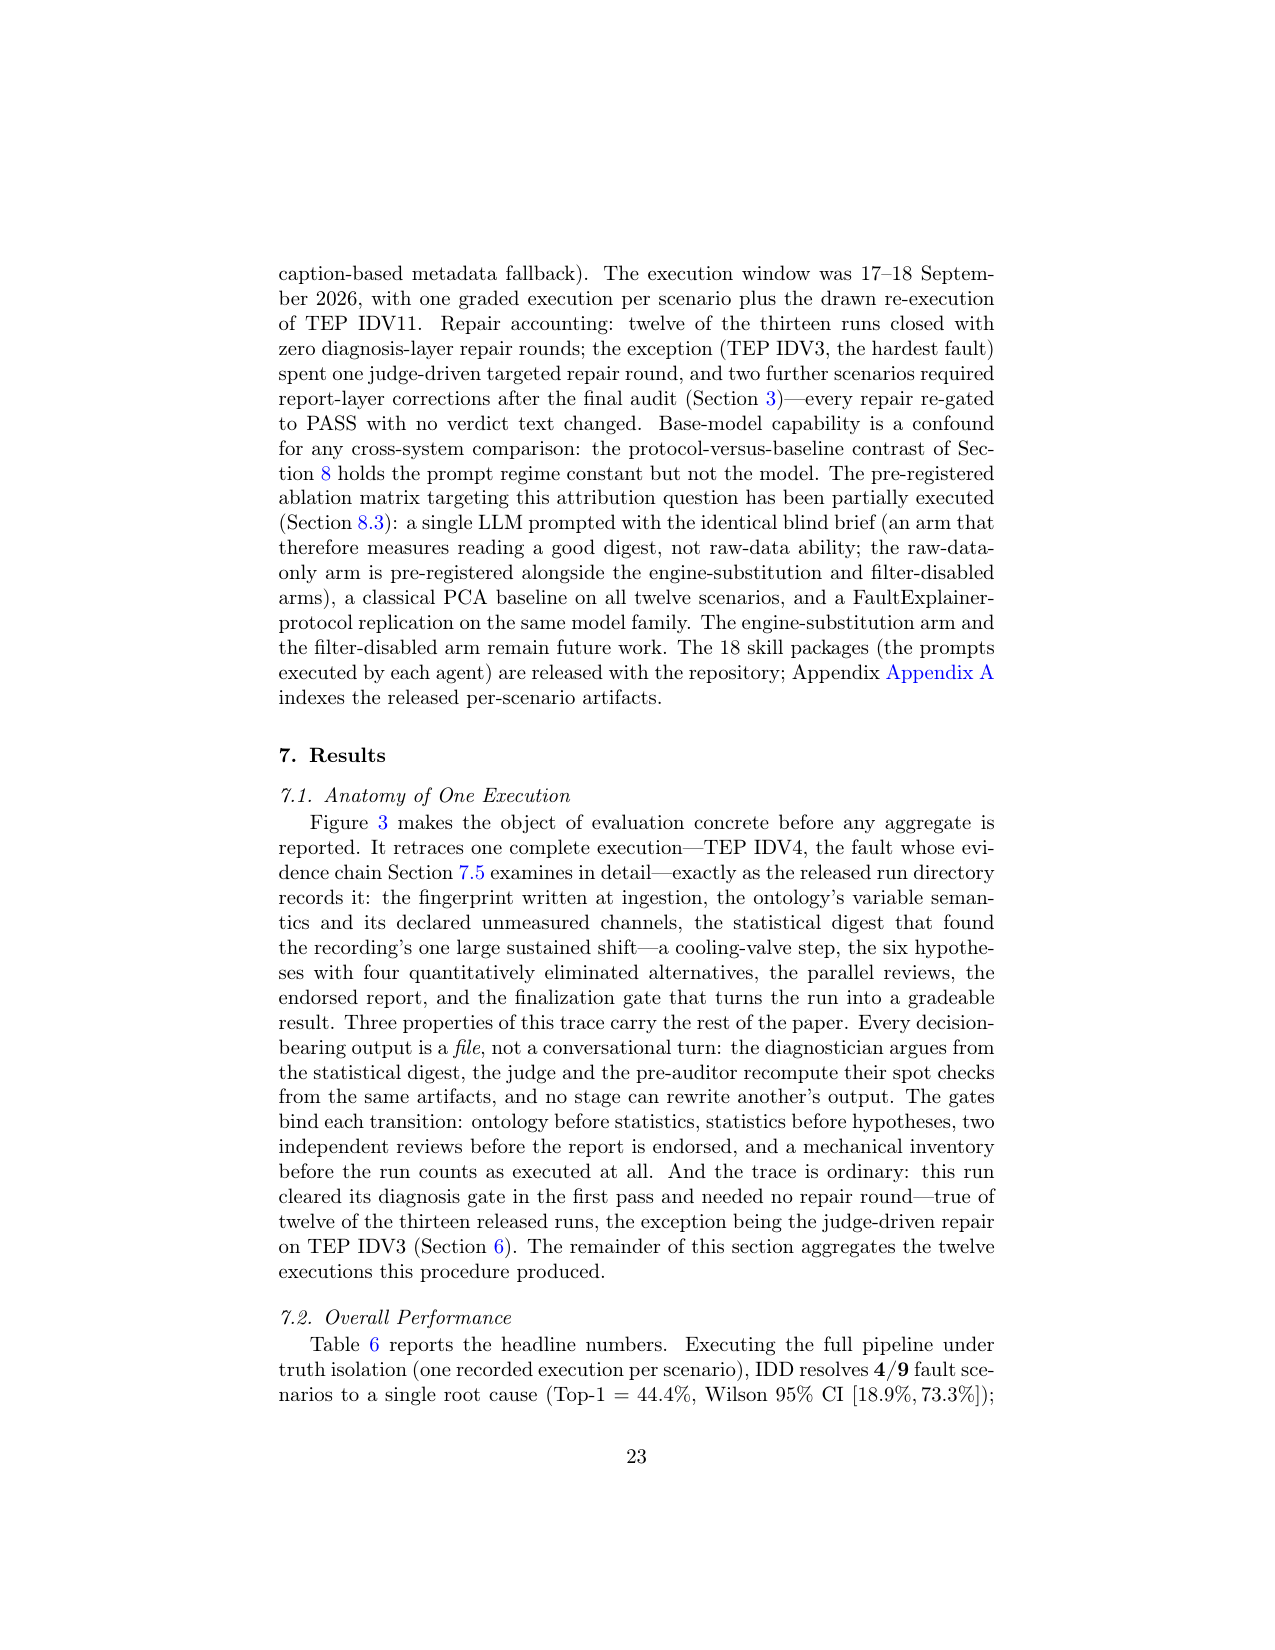 caption-based metadata fallback). The execution window was 17–18 Septem-
ber 2026, with one graded execution per scenario plus the drawn re-execution
of TEP IDV11. Repair accounting: twelve of the thirteen runs closed with
zero diagnosis-layer repair rounds; the exception (TEP IDV3, the hardest fault)
spent one judge-driven targeted repair round, and two further scenarios required
report-layer corrections after the final audit (Section 3)—every repair re-gated
to PASS with no verdict text changed. Base-model capability is a confound
for any cross-system comparison: the protocol-versus-baseline contrast of Sec-
tion 8 holds the prompt regime constant but not the model. The pre-registered
ablation matrix targeting this attribution question has been partially executed
(Section 8.3): a single LLM prompted with the identical blind brief (an arm that
therefore measures reading a good digest, not raw-data ability; the raw-data-
only arm is pre-registered alongside the engine-substitution and filter-disabled
arms), a classical PCA baseline on all twelve scenarios, and a FaultExplainer-
protocol replication on the same model family. The engine-substitution arm and
the filter-disabled arm remain future work. The 18 skill packages (the prompts
executed by each agent) are released with the repository; Appendix Appendix A
indexes the released per-scenario artifacts.
7. Results
7.1. Anatomy of One Execution
Figure 3 makes the object of evaluation concrete before any aggregate is
reported. It retraces one complete execution—TEP IDV4, the fault whose evi-
dence chain Section 7.5 examines in detail—exactly as the released run directory
records it: the fingerprint written at ingestion, the ontology's variable seman-
tics and its declared unmeasured channels, the statistical digest that found
the recording's one large sustained shift—a cooling-valve step, the six hypothe-
ses with four quantitatively eliminated alternatives, the parallel reviews, the
endorsed report, and the finalization gate that turns the run into a gradeable
result. Three properties of this trace carry the rest of the paper. Every decision-
bearing output is a file, not a conversational turn: the diagnostician argues from
the statistical digest, the judge and the pre-auditor recompute their spot checks
from the same artifacts, and no stage can rewrite another's output. The gates
bind each transition: ontology before statistics, statistics before hypotheses, two
independent reviews before the report is endorsed, and a mechanical inventory
before the run counts as executed at all. And the trace is ordinary: this run
cleared its diagnosis gate in the first pass and needed no repair round—true of
twelve of the thirteen released runs, the exception being the judge-driven repair
on TEP IDV3 (Section 6). The remainder of this section aggregates the twelve
executions this procedure produced.
7.2. Overall Performance
Table 6 reports the headline numbers. Executing the full pipeline under
truth isolation (one recorded execution per scenario), IDD resolves 4/9 fault sce-
narios to a single root cause (Top-1 = 44.4%, Wilson 95% CI [18.9%, 73.3%]);
23